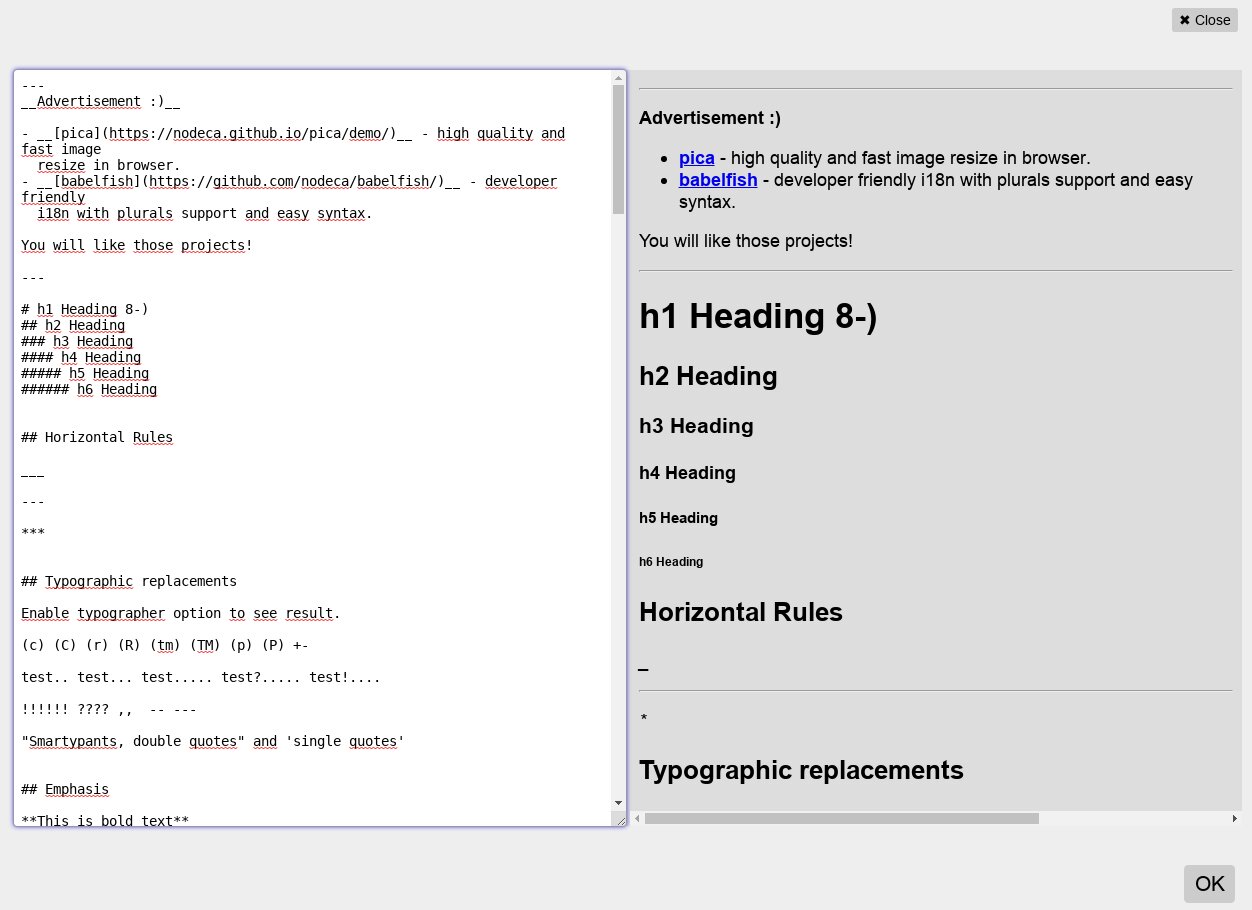 ✖ Close
---
__Advertisement :)__
- __[pica](https://nodeca.github.io/pica/demo/)__ - high quality and
fast image
  resize in browser.
- __[babelfish](https://github.com/nodeca/babelfish/)__ - developer
friendly
  i18n with plurals support and easy syntax.
You will like those projects!
---
# h1 Heading 8-)
## h2 Heading
### h3 Heading
#### h4 Heading
##### h5 Heading
###### h6 Heading
## Horizontal Rules
___
---
***
## Typographic replacements
Enable typographer option to see result.
(c) (C) (r) (R) (tm) (TM) (p) (P) +-
test.. test... test..... test?..... test!....
!!!!!! ???? ,,  -- ---
"Smartypants, double quotes" and 'single quotes'
## Emphasis
**This is bold text**
Advertisement :)
• pica - high quality and fast image resize in browser.
• babelfish - developer friendly i18n with plurals support and easy
syntax.
You will like those projects!
h1 Heading 8-)
h2 Heading
h3 Heading
h4 Heading
h5 Heading
h6 Heading
Horizontal Rules
_
*
Typographic replacements
OK